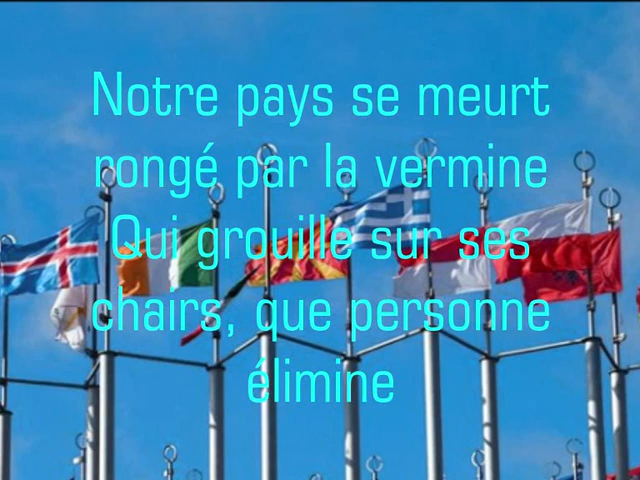 Notre pays se meurt
rongé par la vermine
Qui grouille sur ses
chairs, que personne
élimine